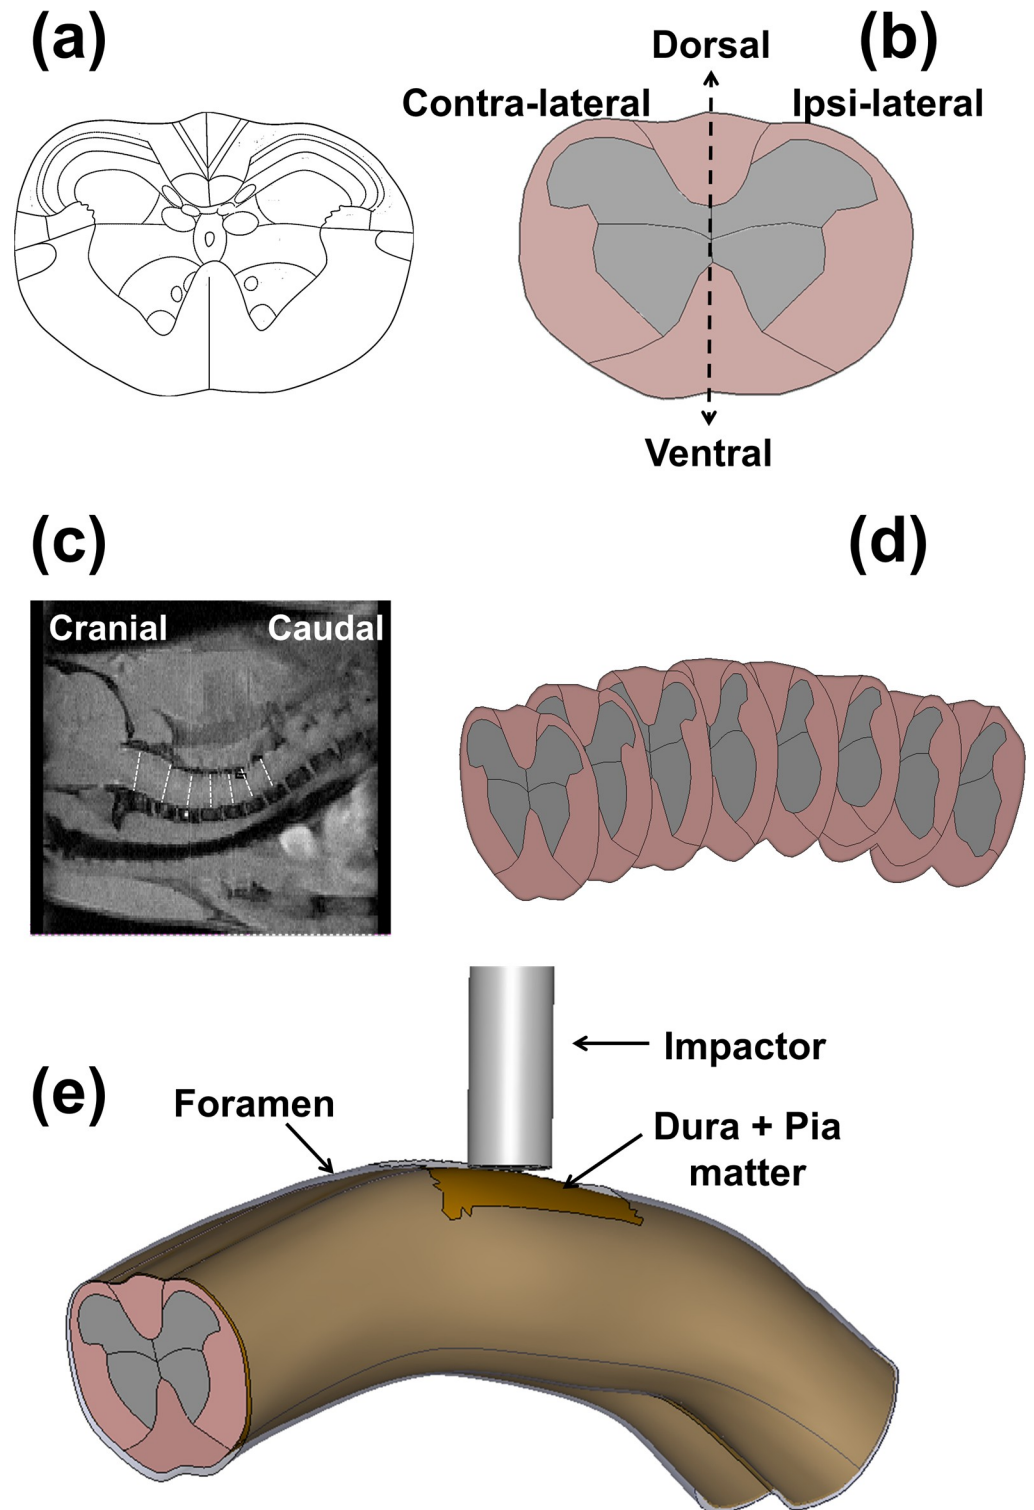 (a)
(b)
Dorsal
Contra-lateral
Ipsi-lateral
Ventral
(c)
(d)
Cranial
Caudal
Impactor
(e)
Foramen
Dura + Pia
matter